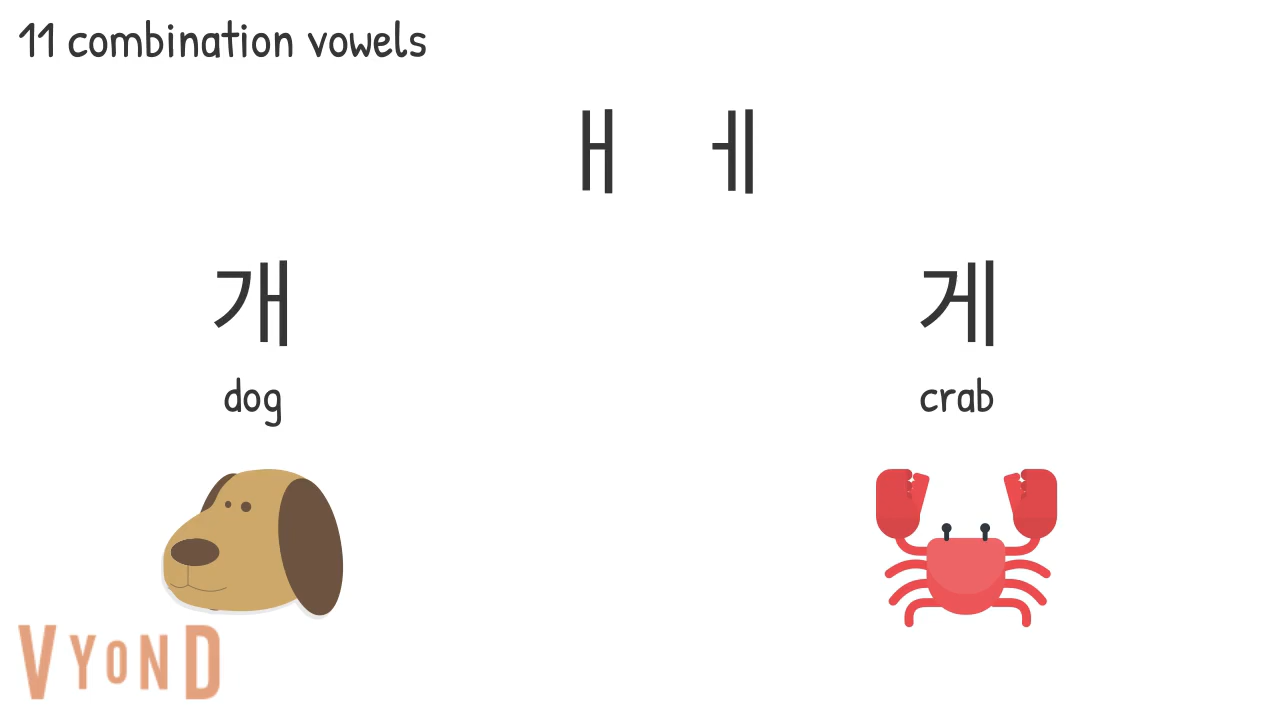 11 combination vowels
ㅐ ㅔ
개 게
dog crab
VYOND